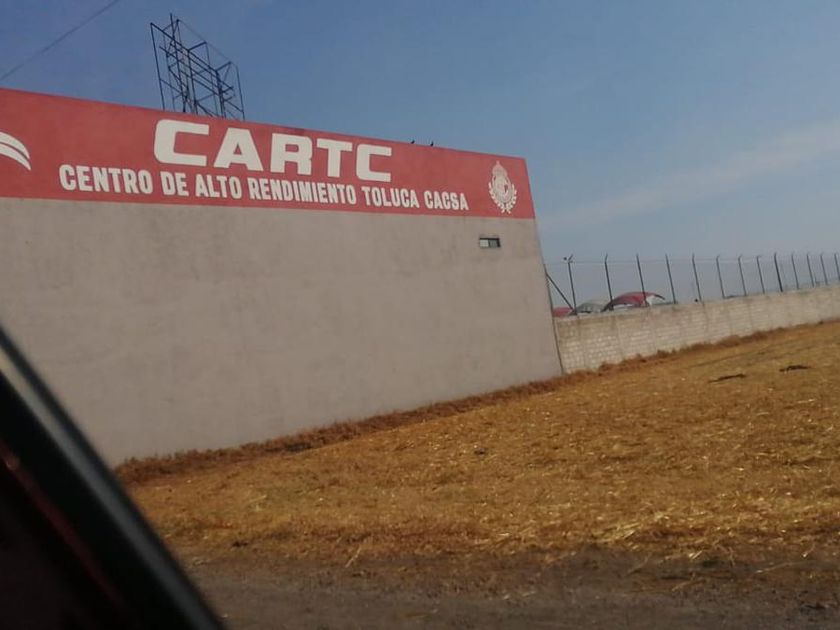 CARTC
CENTRO DE ALTO RENDIMIENTO TOLUCA CACSA